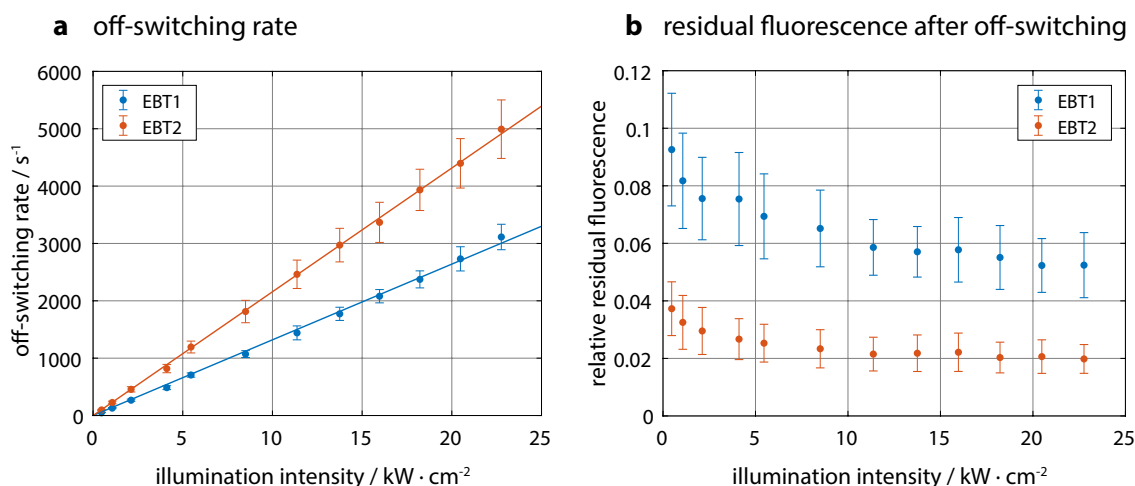 a off-switching rate
6000
5000
4000
3000
2000
1000
0
off-switching rate / s⁻¹
EBT1
EBT2
0 5 10 15 20 25
illumination intensity / kW · cm⁻²
b residual fluorescence after off-switching
0.12
0.1
0.08
0.06
0.04
0.02
0
relative residual fluorescence
EBT1
EBT2
0 5 10 15 20 25
illumination intensity / kW · cm⁻²